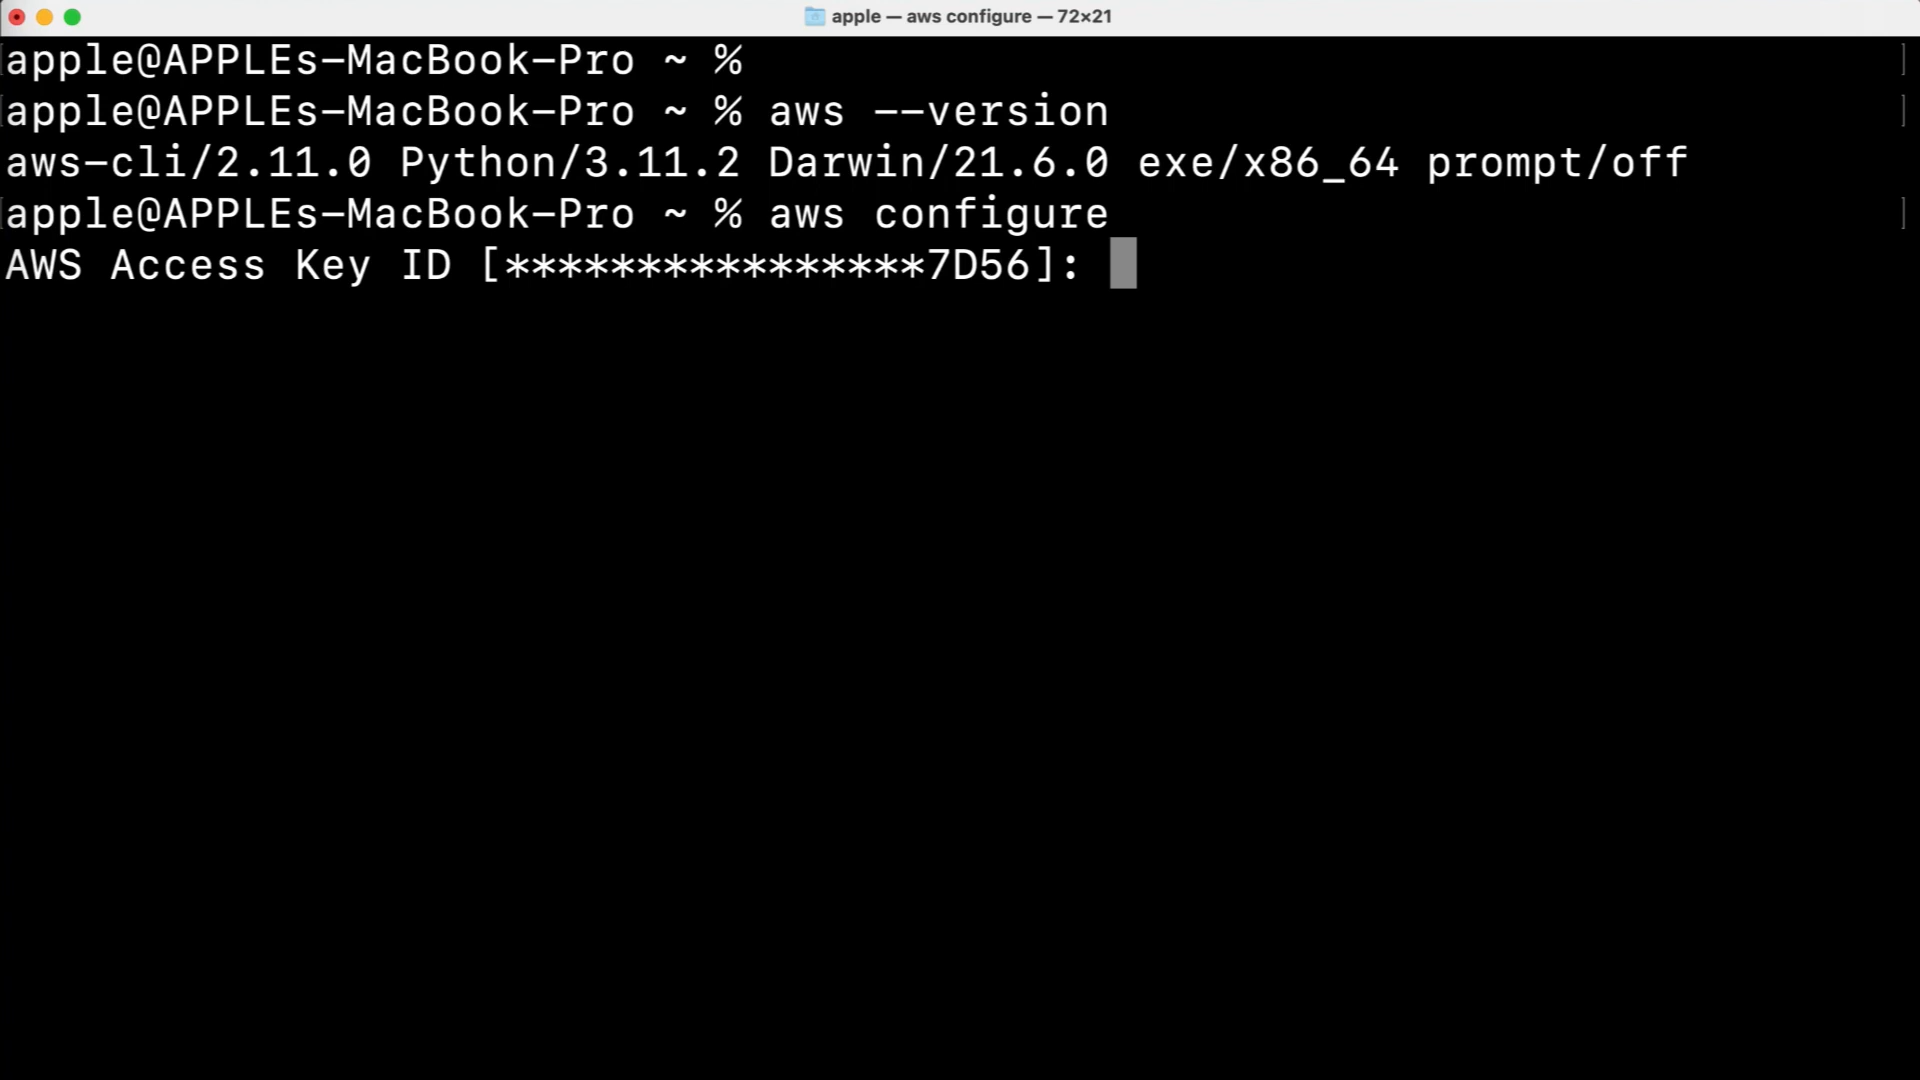 apple — aws configure — 72×21
apple@APPLEs-MacBook-Pro ~ %
apple@APPLEs-MacBook-Pro ~ % aws --version
aws-cli/2.11.0 Python/3.11.2 Darwin/21.6.0 exe/x86_64 prompt/off
apple@APPLEs-MacBook-Pro ~ % aws configure
AWS Access Key ID [****************7D56]: